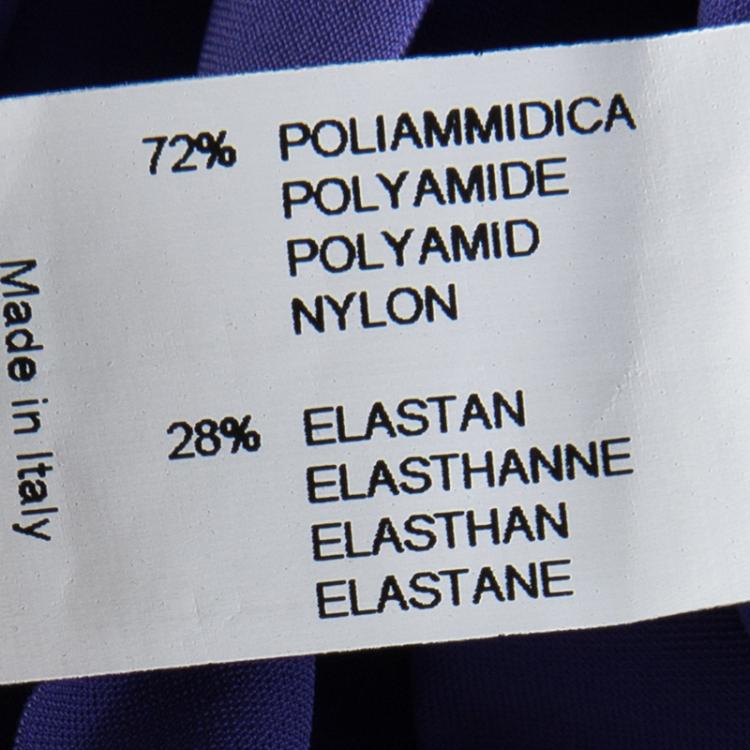 72% POLIAMMIDICA
POLYAMIDE
POLYAMID
NYLON
28% ELASTAN
ELASTHANNE
ELASTHAN
ELASTANE
Made in Italy